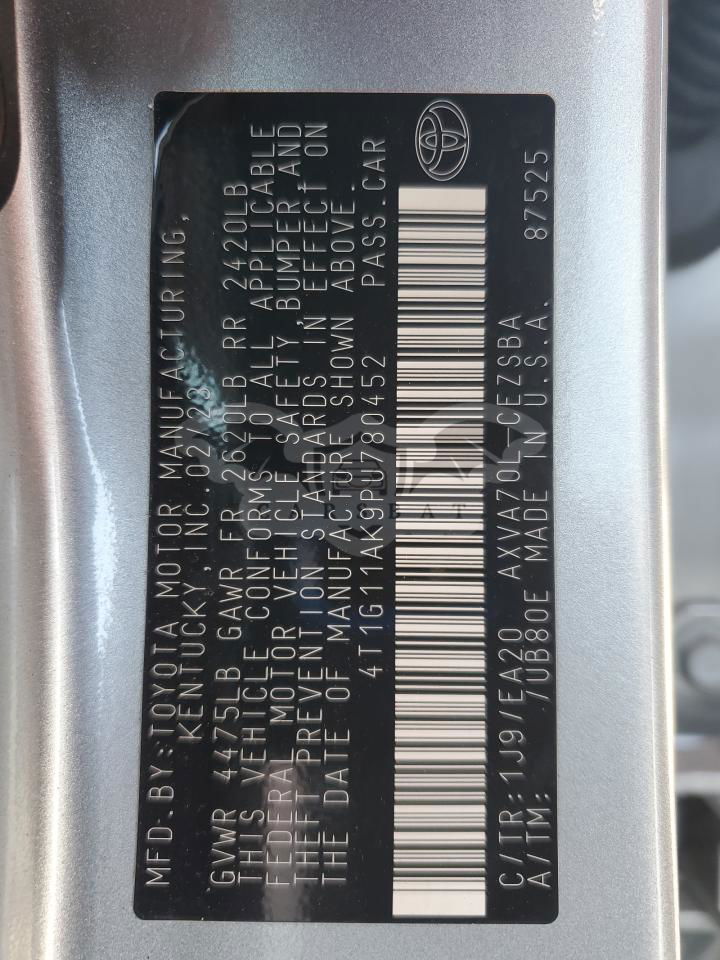 MFD.BY:TOYOTA MOTOR MANUFACTURING,
KENTUCKY,INC.02/23
GVWR 4475LB GAWR FR 2620LB RR 2420LB
THIS VEHICLE CONFORMS TO ALL APPLICABLE
FEDERAL MOTOR VEHICLE SAFETY,BUMPER,AND
THEFT PREVENTION STANDARDS IN EFFECT ON
THE DATE OF MANUFACTURE SHOWN ABOVE.
4T1G11AK9PU780452 PASS.CAR
C/TR:1J9/EA20 AXVA70L-CEZSBA
A/TM: /UB80E MADE IN U.S.A. 87525
CARSBAT